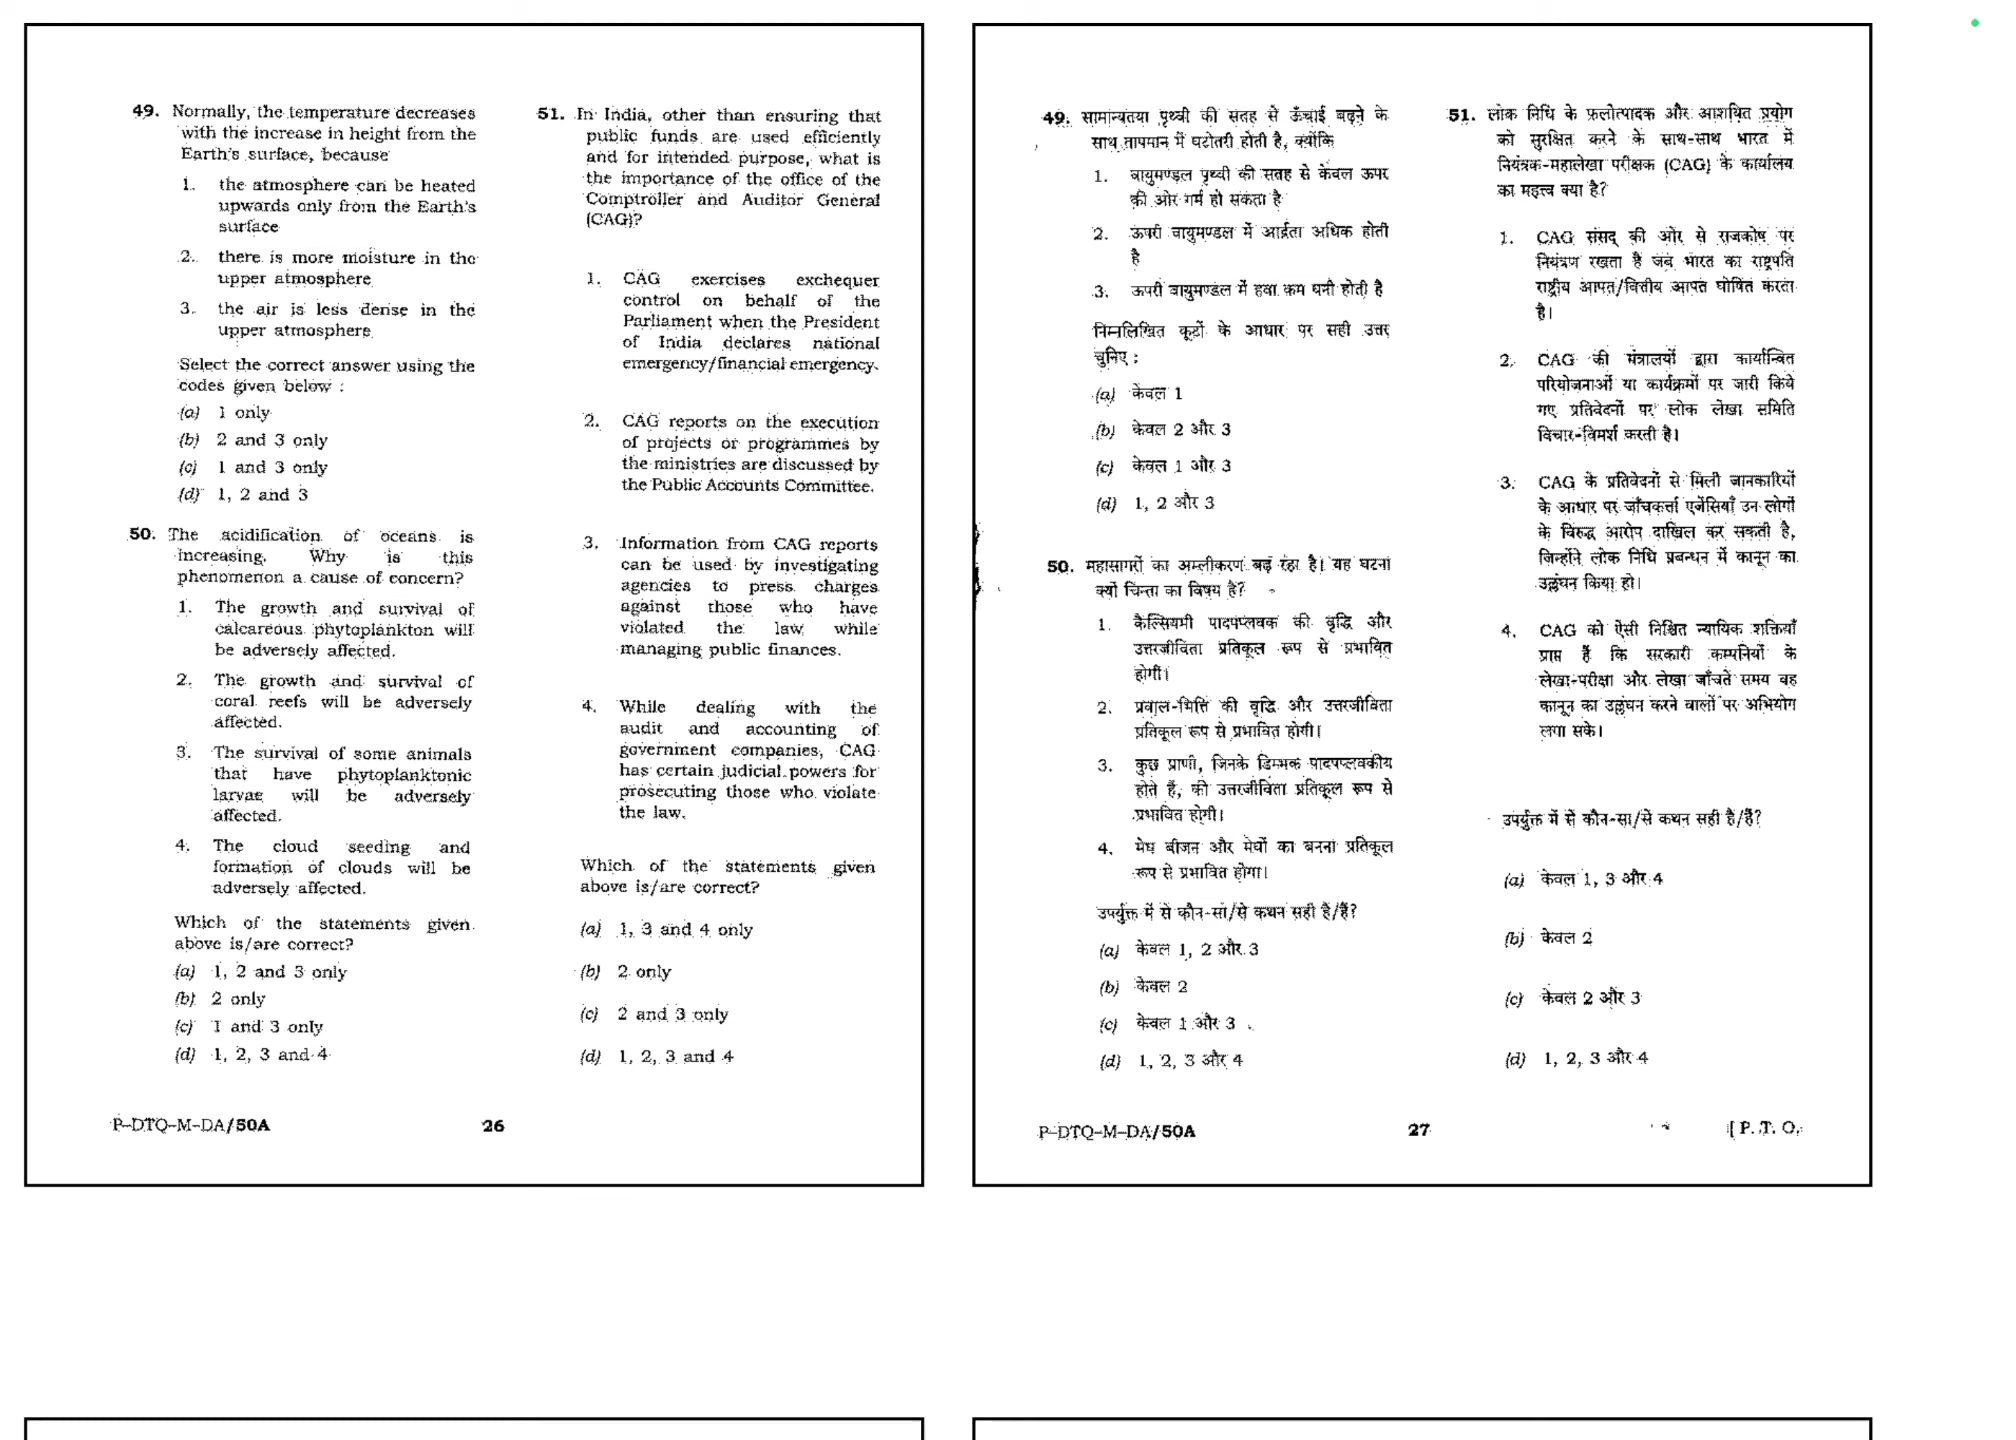 49. Normally, the temperature decreases
with the increase in height from the
Earth's surface, because
1. the atmosphere can be heated
upwards only from the Earth's
surface
2. there is more moisture in the
upper atmosphere
3. the air is less dense in the
upper atmosphere
Select the correct answer using the
codes given below :
(a) 1 only
(b) 2 and 3 only
(c) 1 and 3 only
(d) 1, 2 and 3
50. The acidification of oceans is
increasing. Why is this
phenomenon a cause of concern?
1. The growth and survival of
calcareous phytoplankton will
be adversely affected.
2. The growth and survival of
coral reefs will be adversely
affected.
3. The survival of some animals
that have phytoplanktonic
larvae will be adversely
affected.
4. The cloud seeding and
formation of clouds will be
adversely affected.
Which of the statements given
above is/are correct?
(a) 1, 2 and 3 only
(b) 2 only
(c) 1 and 3 only
(d) 1, 2, 3 and 4
51. In India, other than ensuring that
public funds are used efficiently
and for intended purpose, what is
the importance of the office of the
Comptroller and Auditor General
(CAG)?
1. CAG exercises exchequer
control on behalf of the
Parliament when the President
of India declares national
emergency/financial emergency.
2. CAG reports on the execution
of projects or programmes by
the ministries are discussed by
the Public Accounts Committee.
3. Information from CAG reports
can be used by investigating
agencies to press charges
against those who have
violated the law while
managing public finances.
4. While dealing with the
audit and accounting of
government companies, CAG
has certain judicial powers for
prosecuting those who violate
the law.
Which of the statements given
above is/are correct?
(a) 1, 3 and 4 only
(b) 2 only
(c) 2 and 3 only
(d) 1, 2, 3 and 4
P-DTQ-M-DA/50A 26
49. सामान्यतया पृथ्वी की सतह से ऊँचाई बढ़ने के
साथ तापमान में घटोतरी होती है, क्योंकि
1. वायुमण्डल पृथ्वी की सतह से केवल ऊपर
की ओर गर्म हो सकता है
2. ऊपरी वायुमण्डल में आर्द्रता अधिक होती
है
3. ऊपरी वायुमण्डल में हवा कम घनी होती है
निम्नलिखित कूटों के आधार पर सही उत्तर
चुनिए :
(a) केवल 1
(b) केवल 2 और 3
(c) केवल 1 और 3
(d) 1, 2 और 3
50. महासागरों का अम्लीकरण बढ़ रहा है। यह घटना
क्यों चिन्ता का विषय है?
1. कैल्सियमी पादपप्लवक की वृद्धि और
उत्तरजीविता प्रतिकूल रूप से प्रभावित
होगी।
2. प्रवाल-भित्ति की वृद्धि और उत्तरजीविता
प्रतिकूल रूप से प्रभावित होगी।
3. कुछ प्राणी, जिनके डिम्भक पादपप्लवकीय
होते हैं, की उत्तरजीविता प्रतिकूल रूप से
प्रभावित होगी।
4. मेघ बीजन और मेघों का बनना प्रतिकूल
रूप से प्रभावित होगा।
उपर्युक्त में से कौन-सा/से कथन सही है/हैं?
(a) केवल 1, 2 और 3
(b) केवल 2
(c) केवल 1 और 3
(d) 1, 2, 3 और 4
51. लोक निधि के फलोत्पादक और आशयित प्रयोग
को सुरक्षित करने के साथ-साथ भारत में
नियंत्रक-महालेखा परीक्षक (CAG) के कार्यालय
का महत्त्व क्या है?
1. CAG संसद् की ओर से राजकोष पर
नियंत्रण रखता है जब भारत का राष्ट्रपति
राष्ट्रीय आपत/वित्तीय आपत घोषित करता
है।
2. CAG की मंत्रालयों द्वारा कार्यान्वित
परियोजनाओं या कार्यक्रमों पर जारी किये
गए प्रतिवेदनों पर लोक लेखा समिति
विचार-विमर्श करती है।
3. CAG के प्रतिवेदनों से मिली जानकारियों
के आधार पर जाँचकर्त्ता एजेंसियाँ उन लोगों
के विरुद्ध आरोप दाखिल कर सकती है,
जिन्होंने लोक निधि प्रबन्धन में कानून का
उल्लंघन किया हो।
4. CAG को ऐसी निश्चित न्यायिक शक्तियाँ
प्राप्त हैं कि सरकारी कम्पनियों के
लेखा-परीक्षा और लेखा जाँचते समय वह
कानून का उल्लंघन करने वालों पर अभियोग
लगा सके।
उपर्युक्त में से कौन-सा/से कथन सही है/हैं?
(a) केवल 1, 3 और 4
(b) केवल 2
(c) केवल 2 और 3
(d) 1, 2, 3 और 4
P-DTQ-M-DA/50A 27 [ P. T. O.